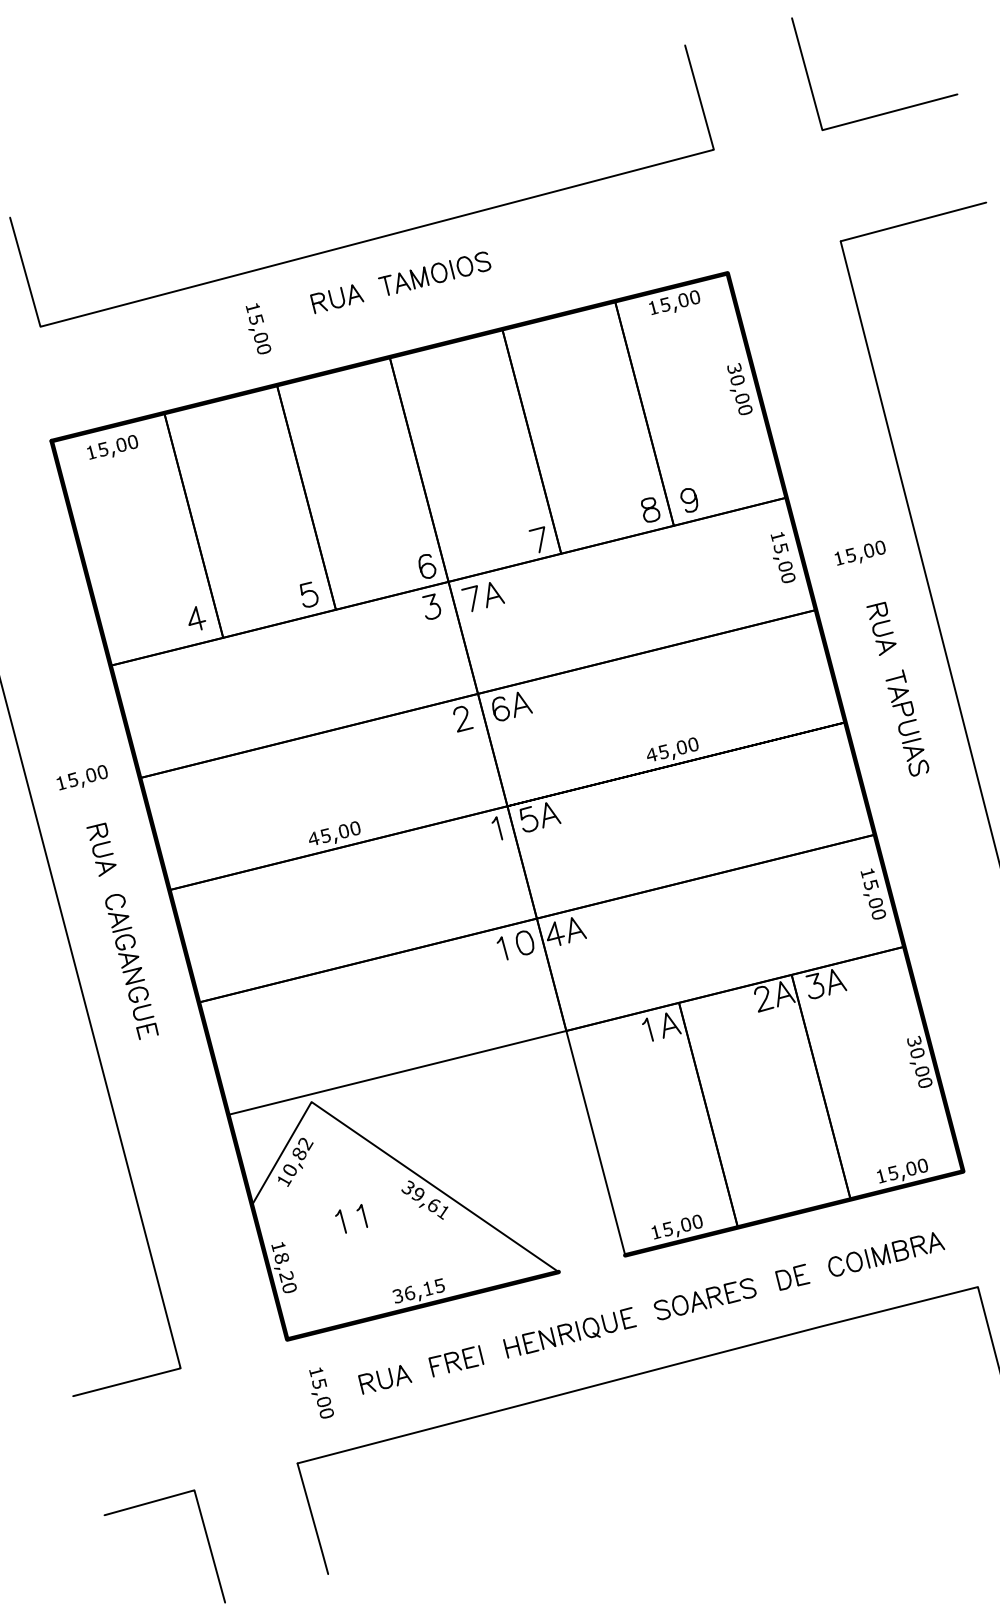 RUA TAMOIOS
15,00
15,00
15,00
30,00
4
5
6
7
8
9
15,00
15,00
3
7A
RUA TAPUIAS
2
6A
45,00
15,00
45,00
1
5A
RUA CAIGANGUE
15,00
10
4A
1A
2A
3A
30,00
10,82
39,61
11
18,20
36,15
15,00
15,00
RUA FREI HENRIQUE SOARES DE COIMBRA
15,00